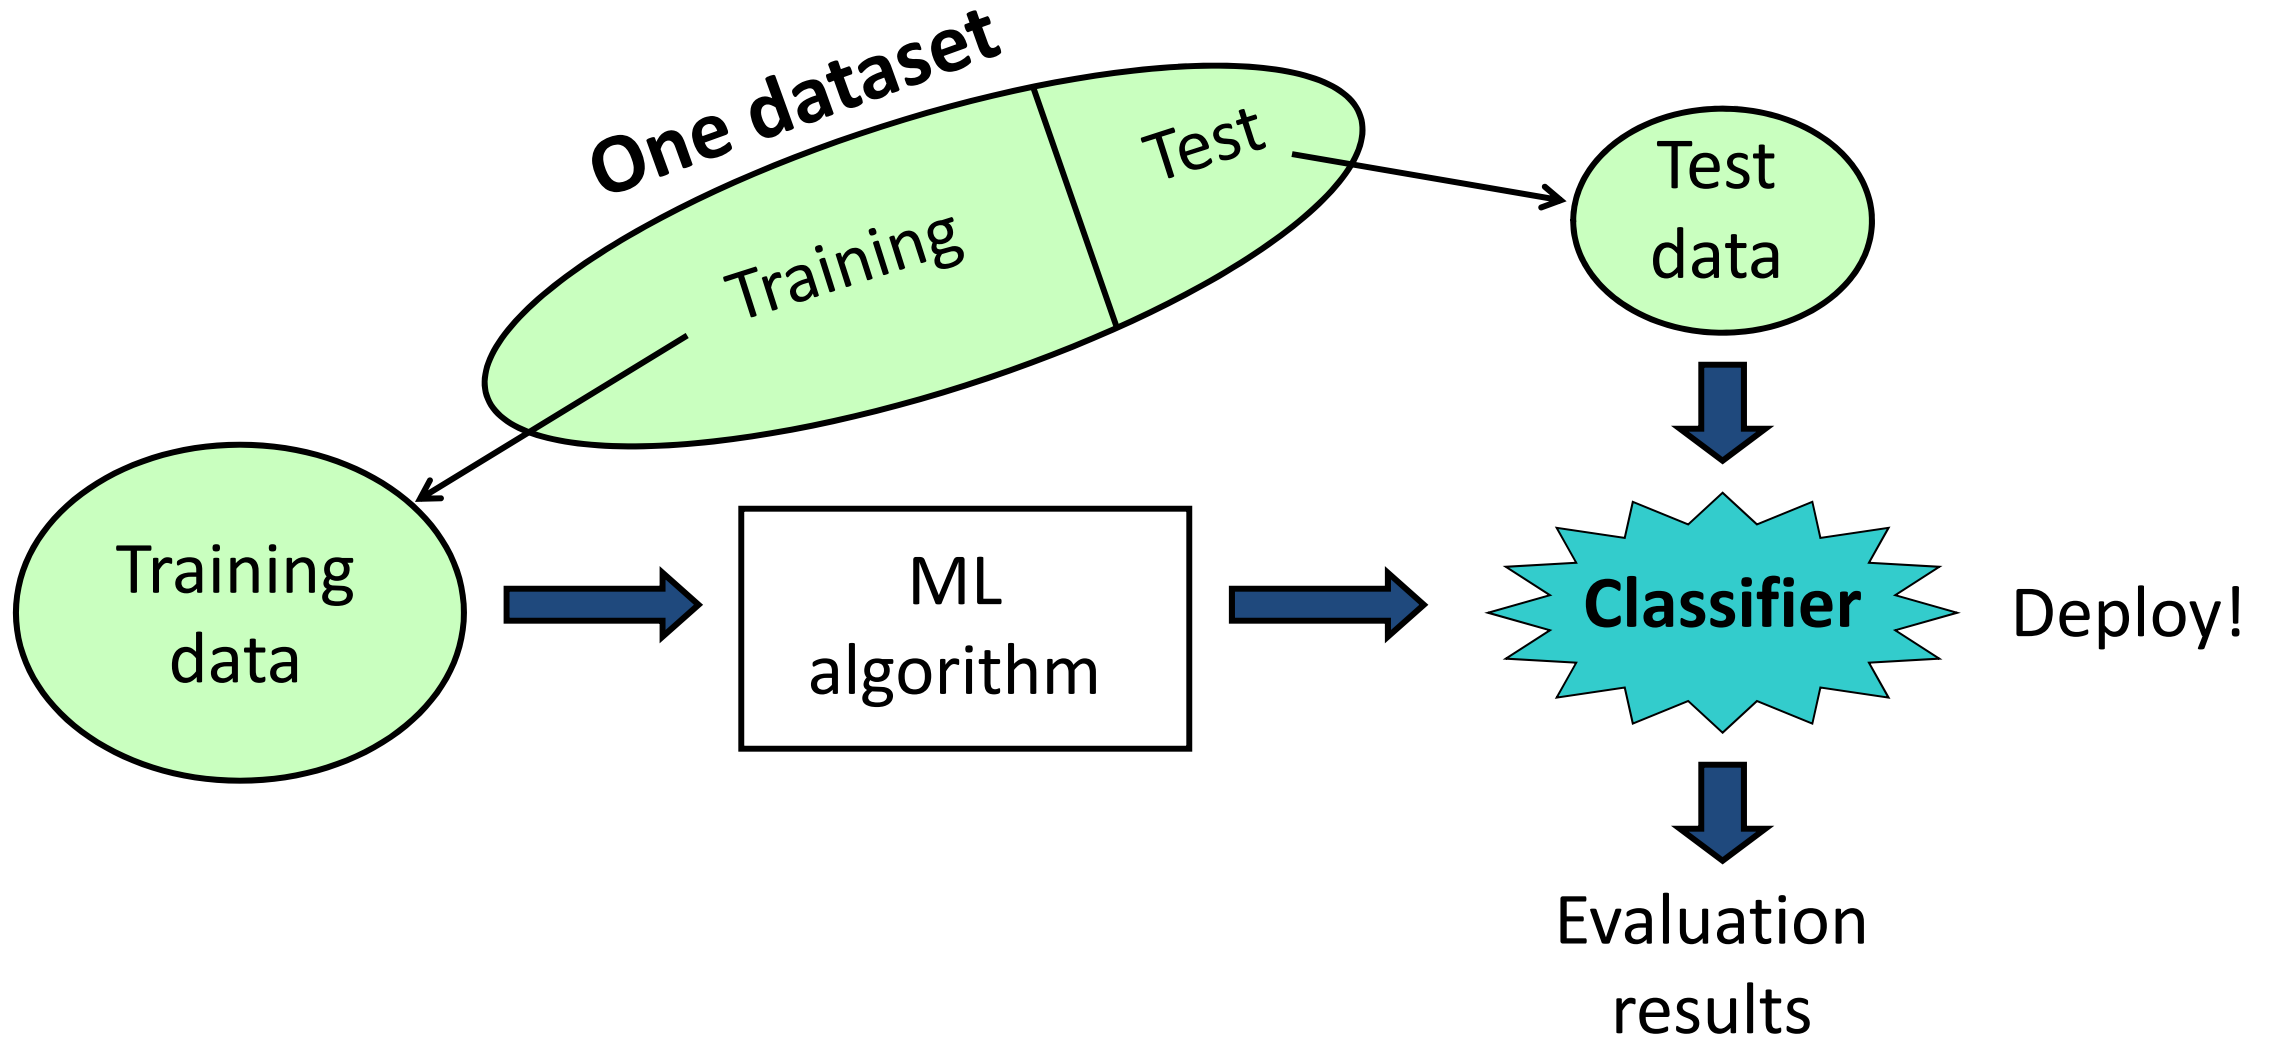 One dataset
Training
Test
Test
data
Training
data
ML
algorithm
Classifier
Deploy!
Evaluation
results